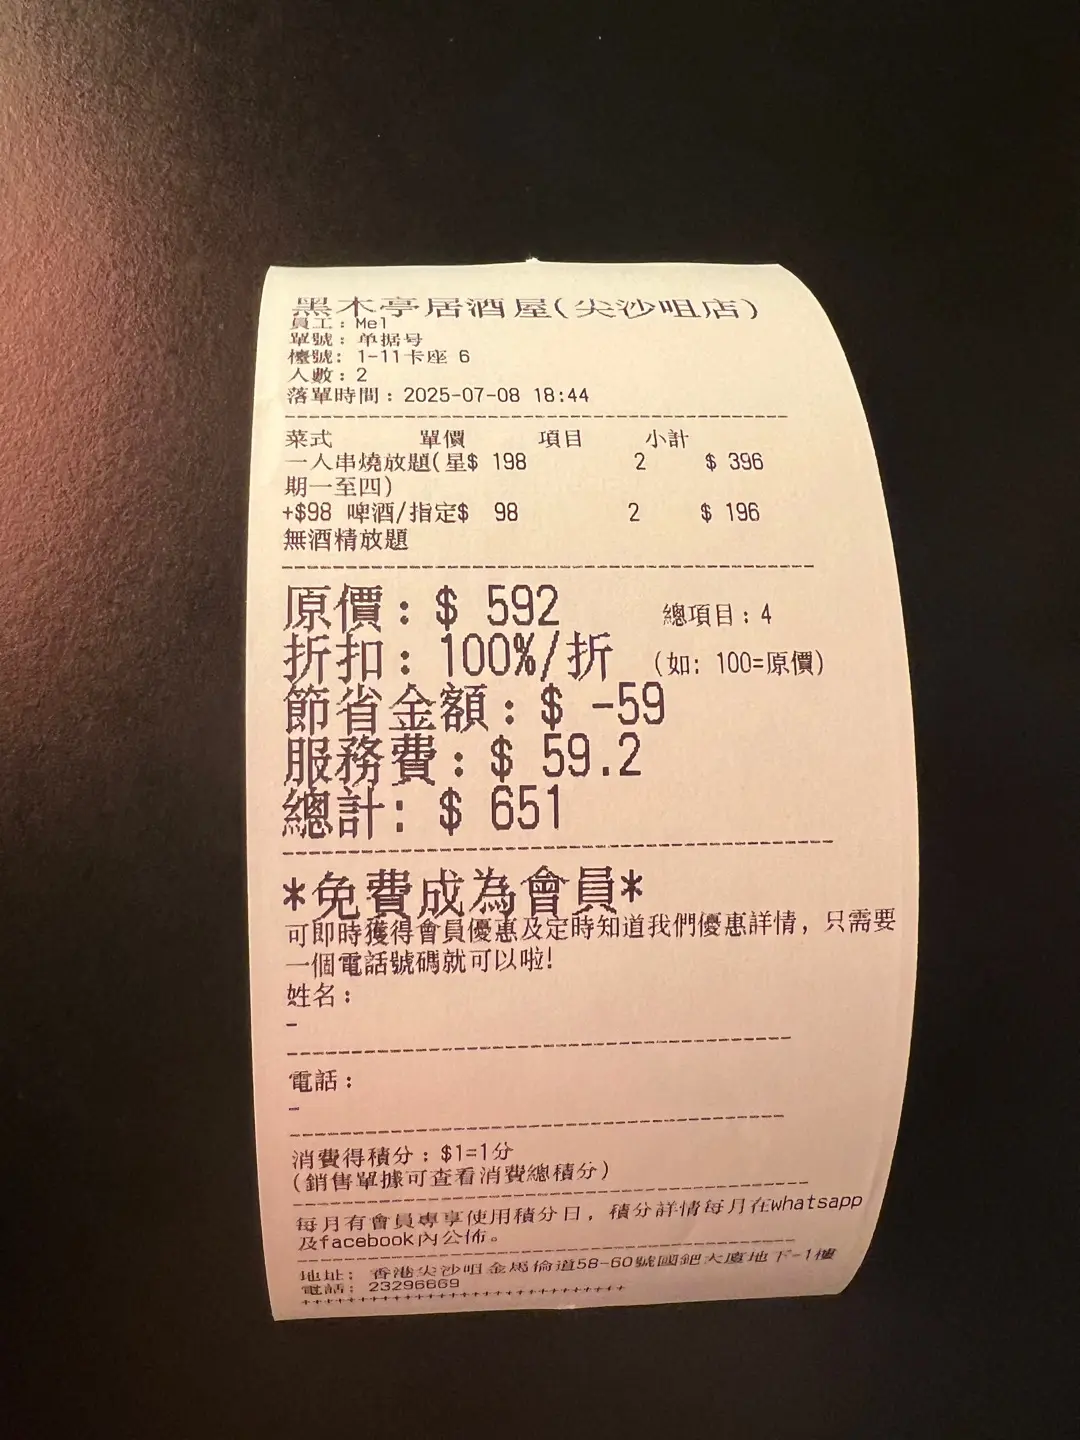 黑木亭居酒屋(尖沙咀店)
員工：Mel
單號：单据号
檯號: 1-11卡座 6
人數：2
落單時間：2025-07-08 18:44
菜式 單價 項目 小計
一人串燒放題(星$ 198 2 $ 396
期一至四)
+$98 啤酒/指定$ 98 2 $ 196
無酒精放題
原價：$ 592 總項目：4
折扣：100%/折 (如: 100=原價)
節省金額：$ -59
服務費：$ 59.2
總計: $ 651
*免費成為會員*
可即時獲得會員優惠及定時知道我們優惠詳情，只需要
一個電話號碼就可以啦!
姓名：
-
電話：
-
消費得積分：$1=1分
(銷售單據可查看消費總積分)
每月有會員專享使用積分日，積分詳情每月在whatsapp
及facebook內公佈。
地址： 香港尖沙咀金馬倫道58-60號國鈀大廈地下-1樓
電話: 23296669
++++++++++++++++++++++++++++